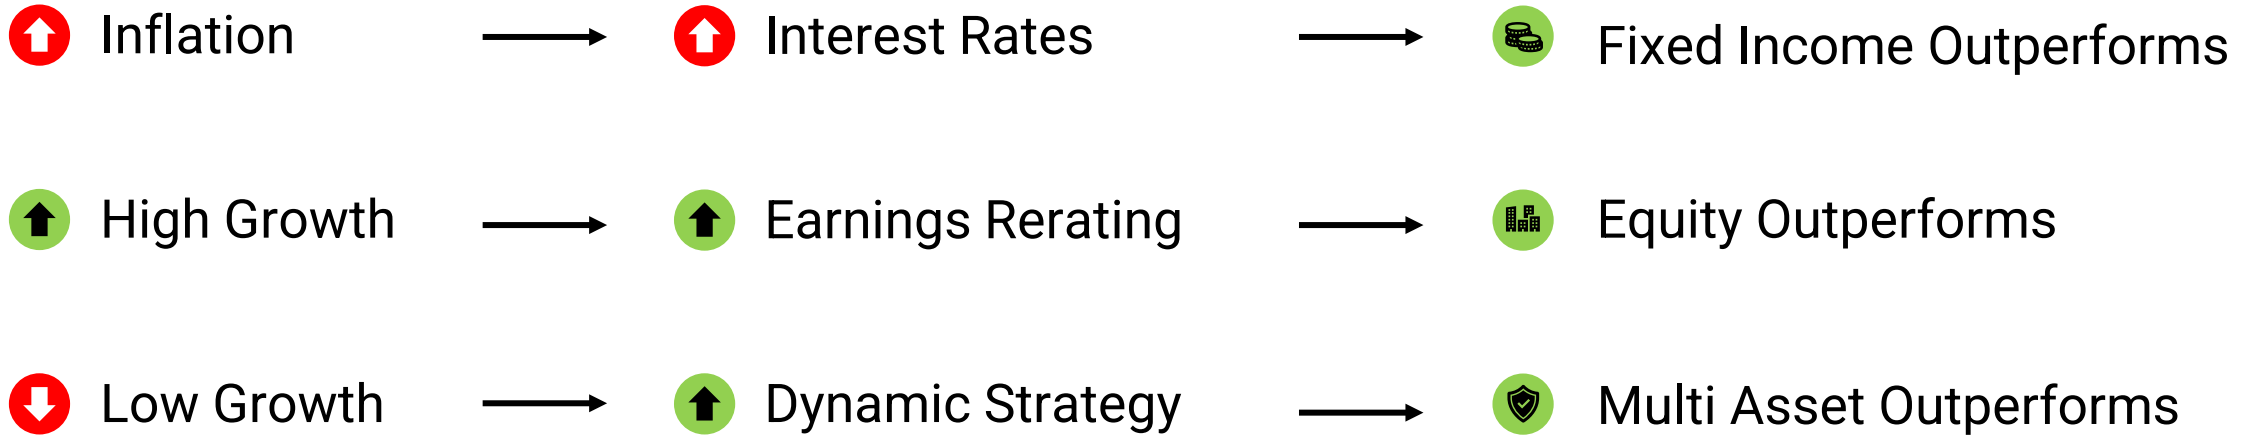 Inflation
Interest Rates
Fixed Income Outperforms
High Growth
Earnings Rerating
Equity Outperforms
Low Growth
Dynamic Strategy
Multi Asset Outperforms